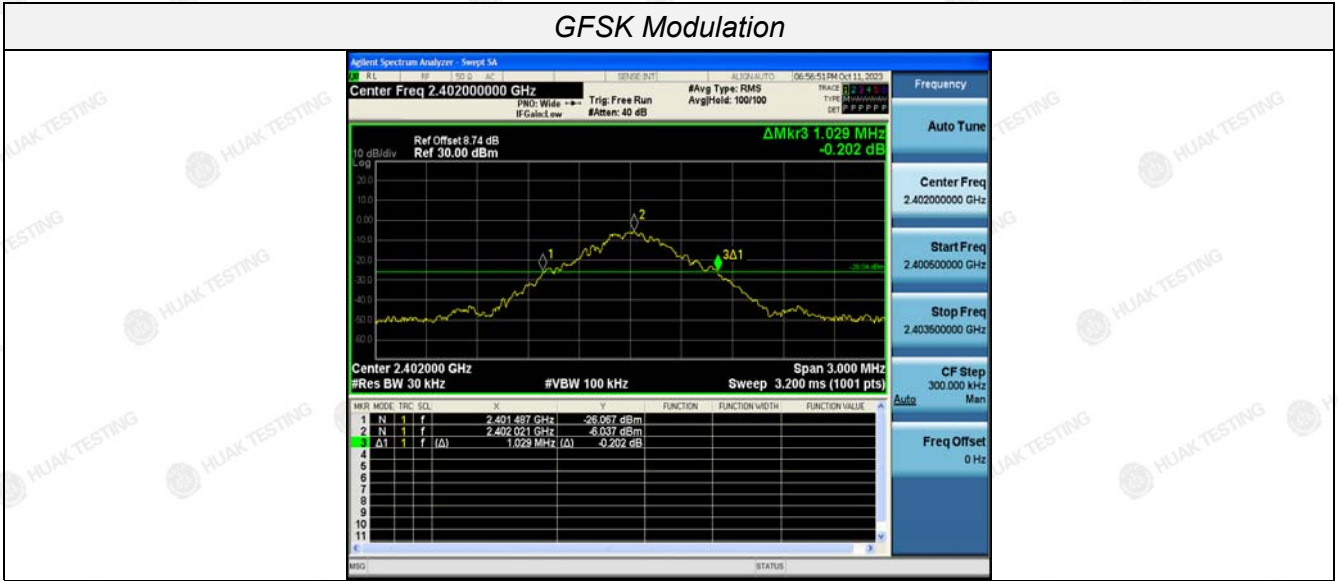 GFSK Modulation
Agilent Spectrum Analyzer - Swept SA
RL RF 50 Ω AC SENSE:INT ALIGN AUTO 06:56:51 PM Oct 11, 2023
Center Freq 2.402000000 GHz
PNO: Wide
IFGain:Low
Trig: Free Run
#Atten: 40 dB
#Avg Type: RMS
Avg|Hold: 100/100
TRACE 1 2 3 4 5 6
TYPE M W W W W W
DET P P P P P P
Frequency
Auto Tune
Center Freq
2.402000000 GHz
Start Freq
2.400500000 GHz
Stop Freq
2.403500000 GHz
CF Step
300.000 kHz
Auto Man
Freq Offset
0 Hz
ΔMkr3 1.029 MHz
-0.202 dB
Ref Offset 8.74 dB
10 dB/div Ref 30.00 dBm
Log
20.0
10.0
0.00
-10.0
-20.0
-30.0
-40.0
-50.0
-60.0
1
2
3Δ1
-26.04 dBm
Center 2.402000 GHz Span 3.000 MHz
#Res BW 30 kHz #VBW 100 kHz Sweep 3.200 ms (1001 pts)
MKR MODE TRC SCL X Y FUNCTION FUNCTION WIDTH FUNCTION VALUE
1 N 1 f 2.401 487 GHz -26.067 dBm
2 N 1 f 2.402 021 GHz -6.037 dBm
3 Δ1 1 f (Δ) 1.029 MHz (Δ) -0.202 dB
4
5
6
7
8
9
10
11
MSG STATUS
HUAK TESTING